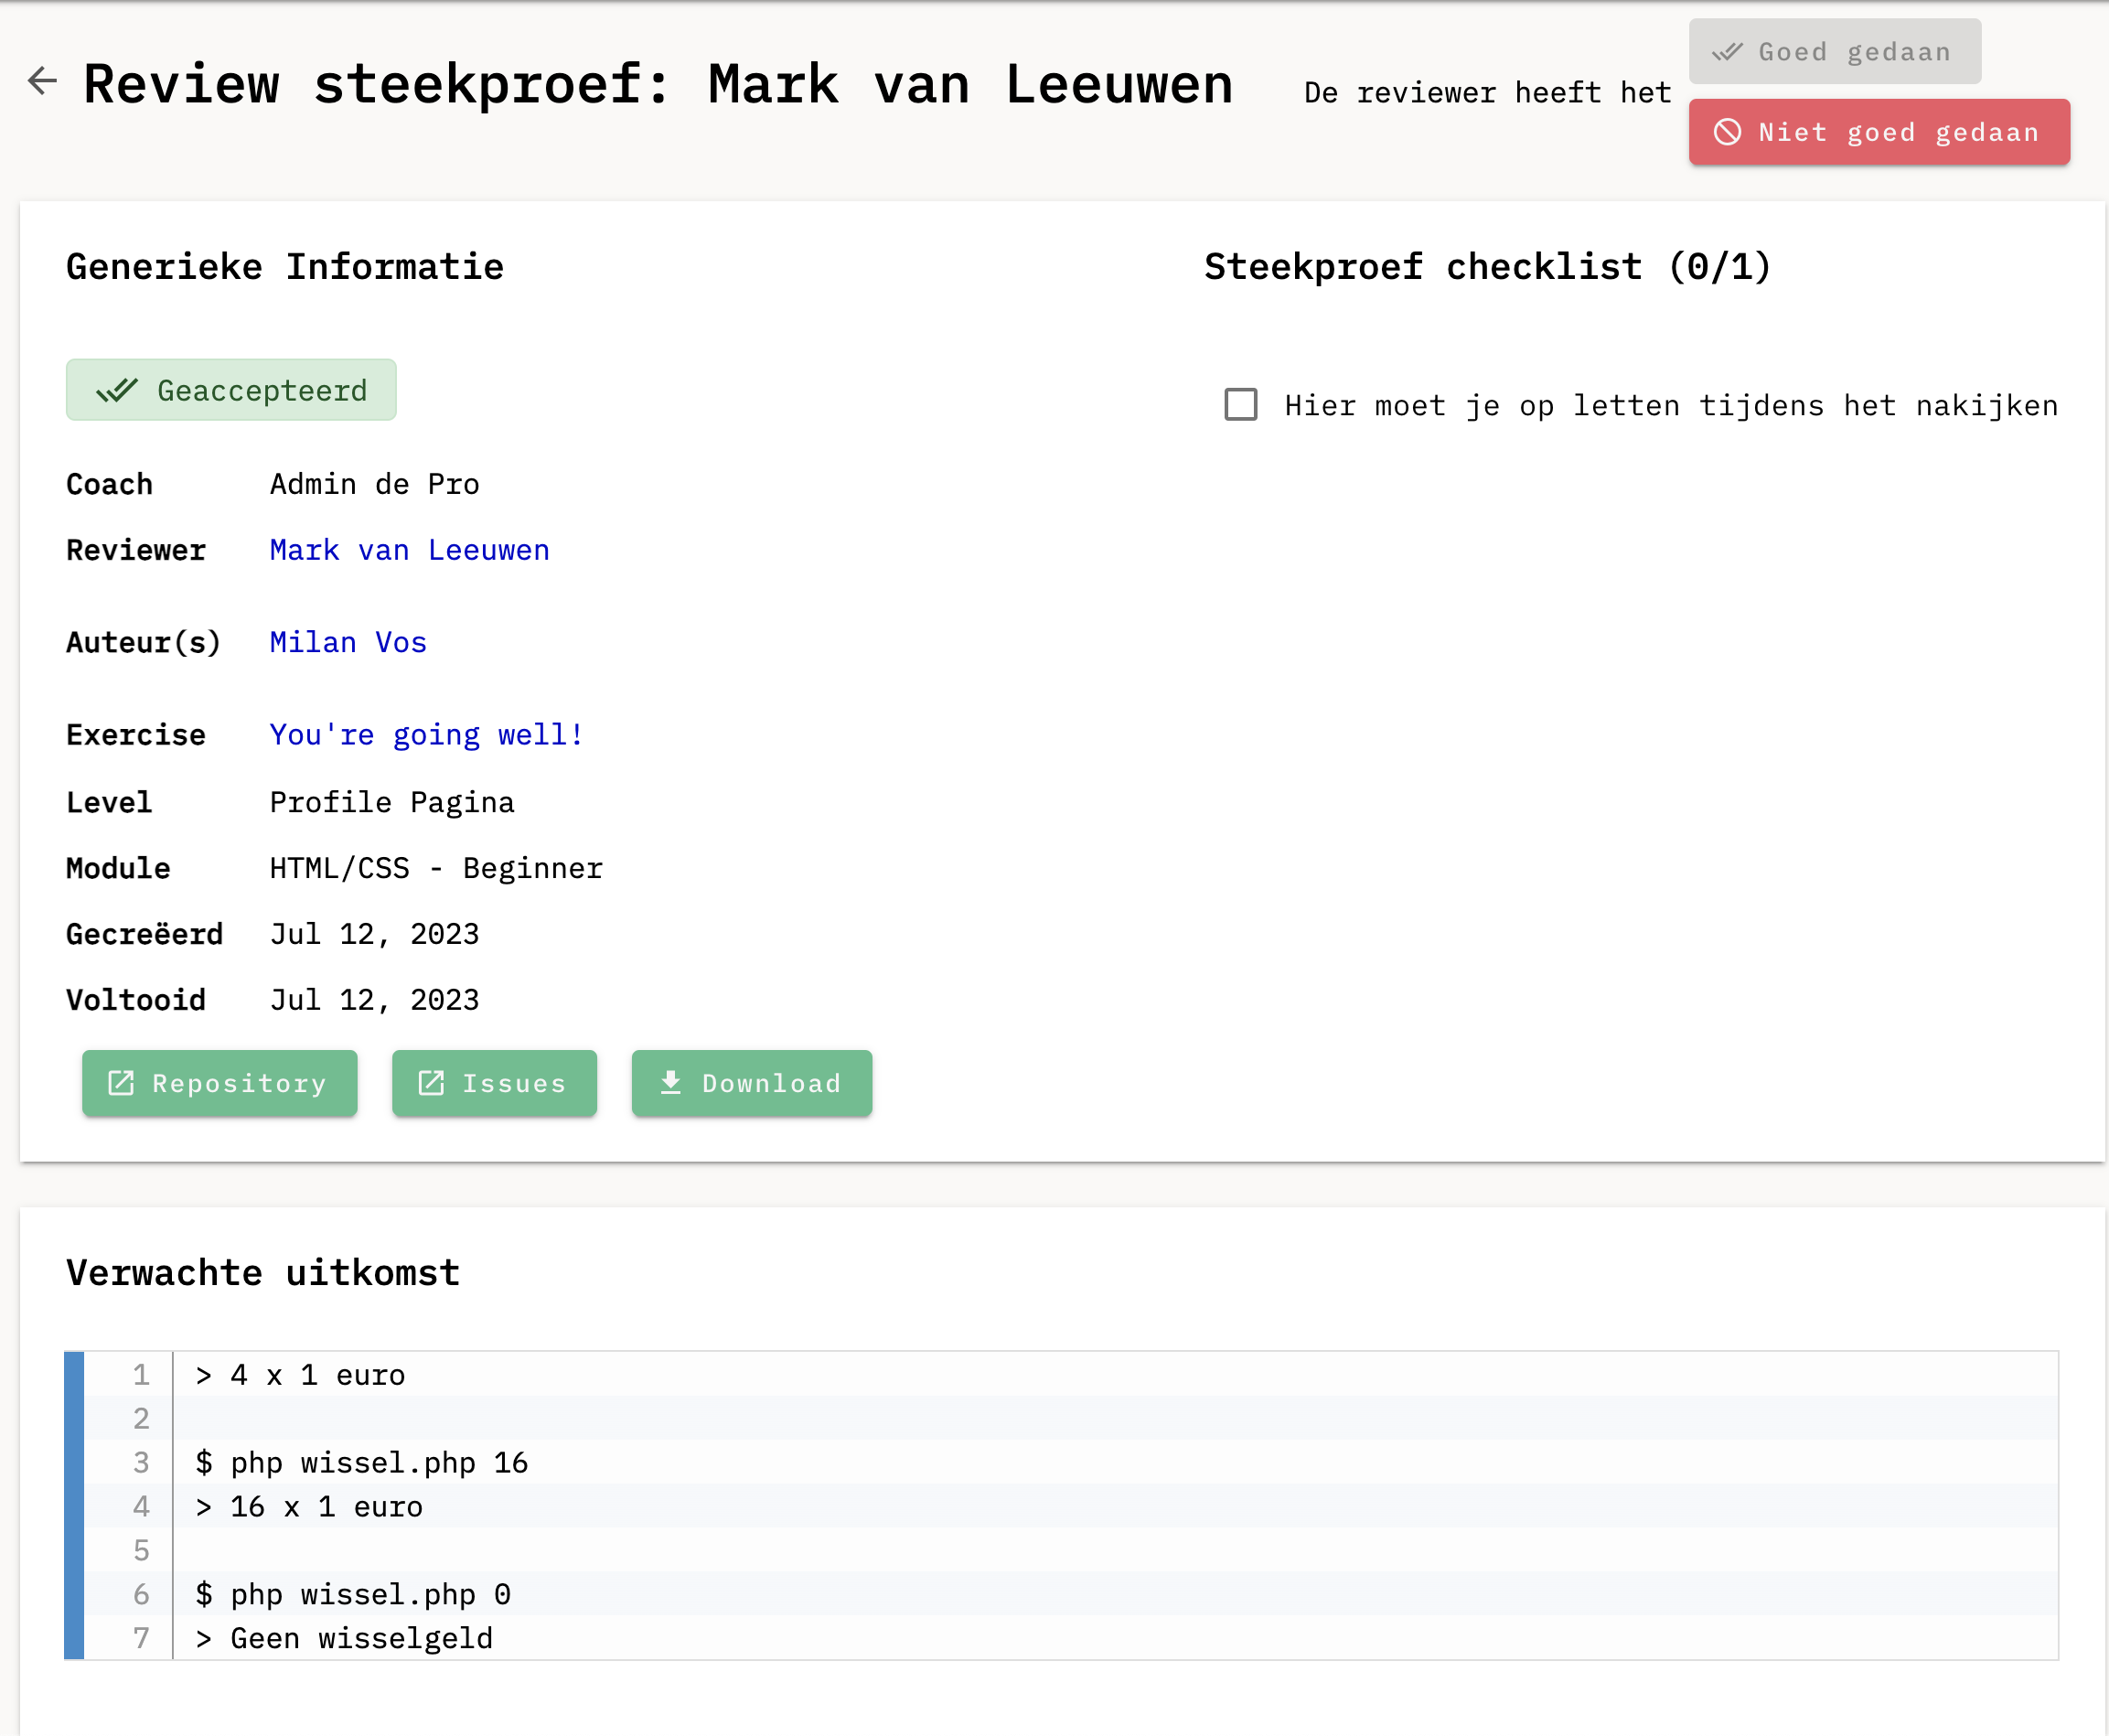 Review steekproef: Mark van Leeuwen
De reviewer heeft het
Goed gedaan
Niet goed gedaan
Generieke Informatie
Geaccepteerd
Coach Admin de Pro
Reviewer Mark van Leeuwen
Auteur(s) Milan Vos
Exercise You're going well!
Level Profile Pagina
Module HTML/CSS - Beginner
Gecreëerd Jul 12, 2023
Voltooid Jul 12, 2023
Repository Issues Download
Steekproef checklist (0/1)
Hier moet je op letten tijdens het nakijken
Verwachte uitkomst
1 > 4 x 1 euro
2
3 $ php wissel.php 16
4 > 16 x 1 euro
5
6 $ php wissel.php 0
7 > Geen wisselgeld